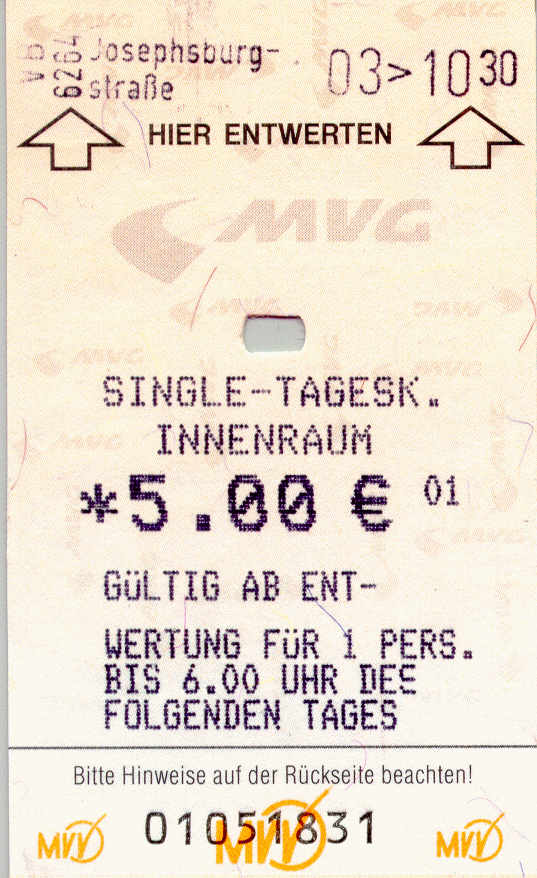 VB 6264 Josephsburg-
straße
03>10 30
HIER ENTWERTEN
MVG
SINGLE-TAGESK.
INNENRAUM
*5.00 € 01
GÜLTIG AB ENT-
WERTUNG FÜR 1 PERS.
BIS 6.00 UHR DES
FOLGENDEN TAGES
Bitte Hinweise auf der Rückseite beachten!
MVV 01051831 MVV MVV